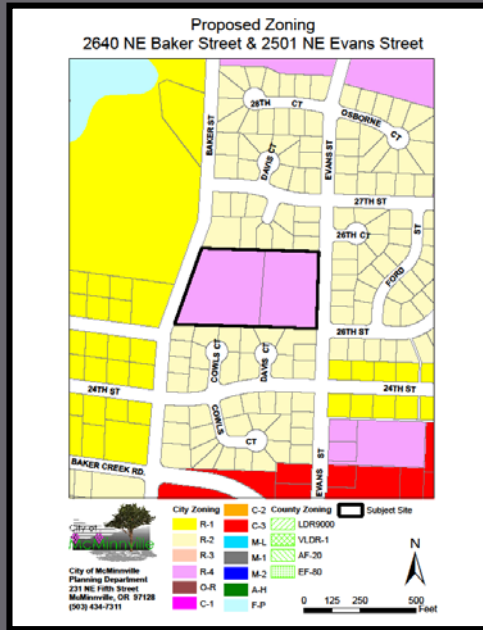 Proposed Zoning
2640 NE Baker Street & 2501 NE Evans Street
28TH CT
OSBORNE CT
BAKER ST
EVANS ST
DAVIS CT
27TH ST
26TH CT
FORD ST
26TH ST
COWLS CT
DAVIS CT
24TH ST
24TH ST
COWLS CT
BAKER CREEK RD.
EVANS ST
City of
McMinnville
City of McMinnville
Planning Department
231 NE Fifth Street
McMinnville, OR 97128
(503) 434-7311
City Zoning
R-1
R-2
R-3
R-4
O-R
C-1
C-2
C-3
M-L
M-1
M-2
A-H
F-P
County Zoning
LDR9000
VLDR-1
AF-20
EF-80
Subject Site
N
0 125 250 500
Feet